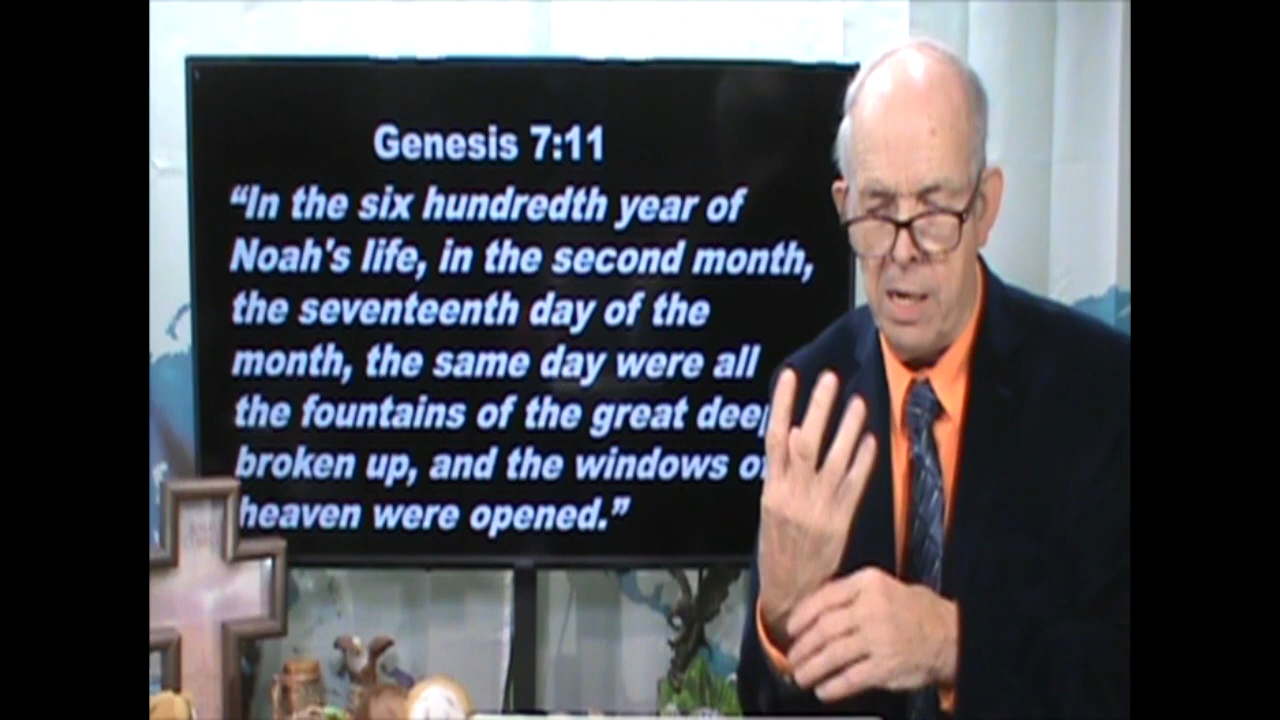 Genesis 7:11
“In the six hundredth year of
Noah's life, in the second month,
the seventeenth day of the
month, the same day were all
the fountains of the great deep
broken up, and the windows of
heaven were opened.”